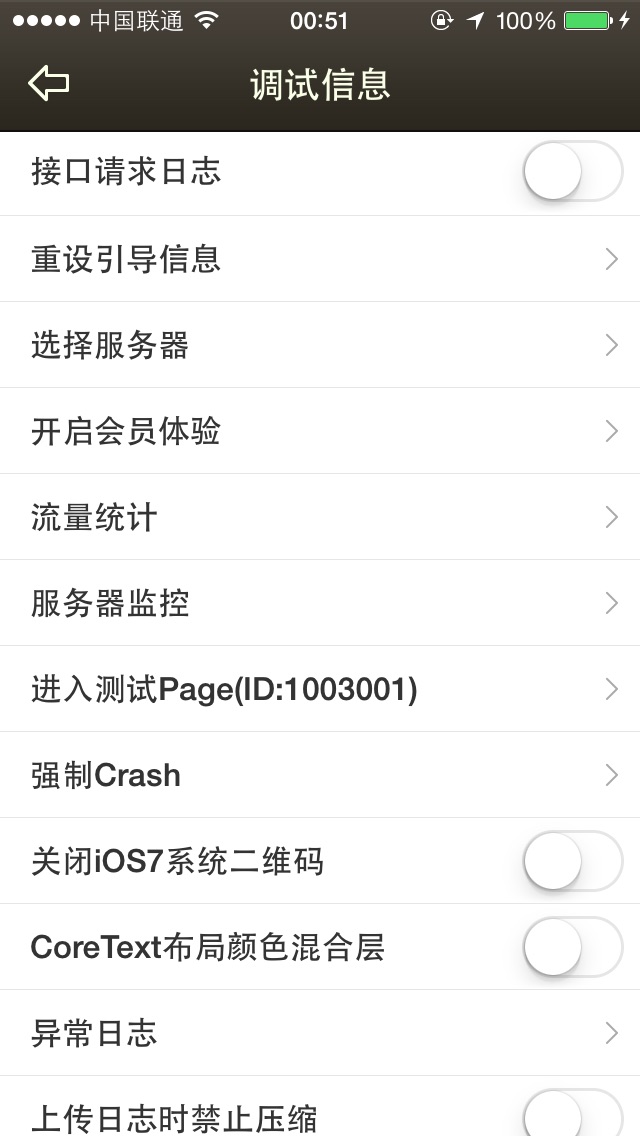 中国联通 00:51 100%
调试信息
接口请求日志
重设引导信息
选择服务器
开启会员体验
流量统计
服务器监控
进入测试Page(ID:1003001)
强制Crash
关闭iOS7系统二维码
CoreText布局颜色混合层
异常日志
上传日志时禁止压缩